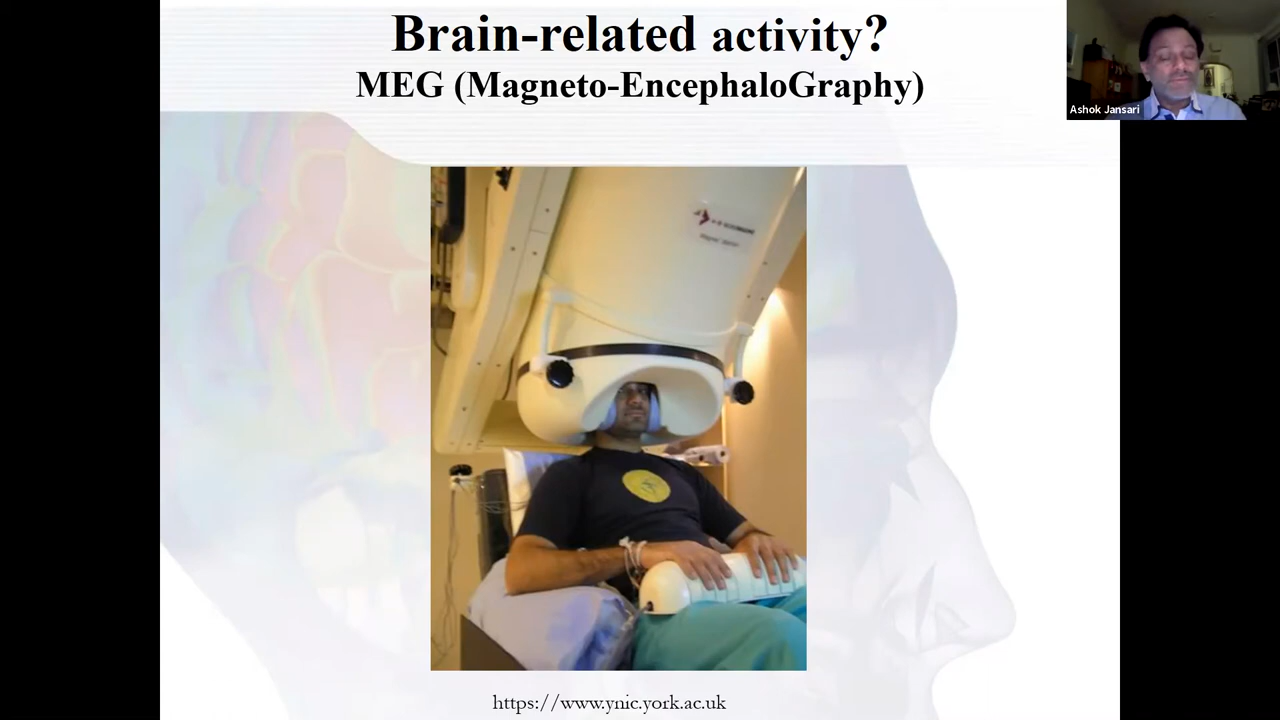 Brain-related activity?
MEG (Magneto-EncephaloGraphy)
Ashok Jansari
https://www.ynic.york.ac.uk